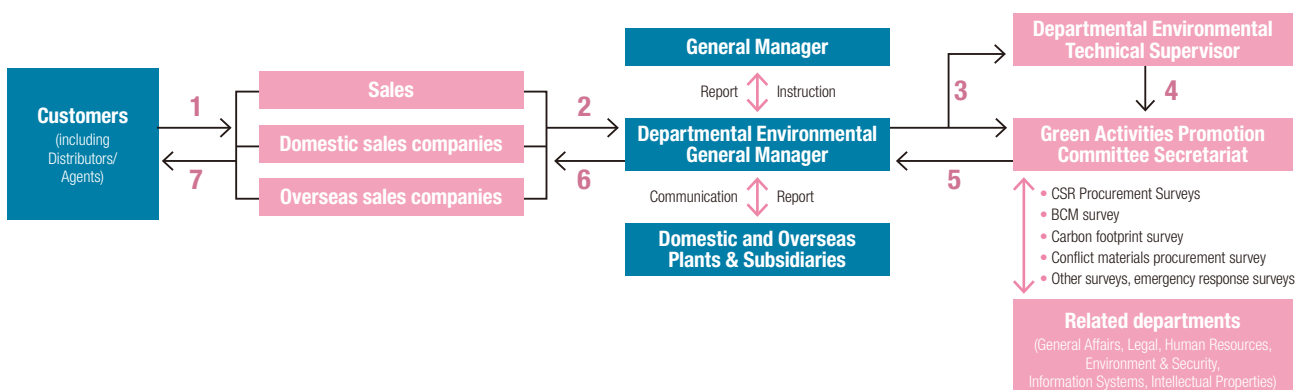 Customers
(including
Distributors/
Agents)
1
7
Sales
Domestic sales companies
Overseas sales companies
2
6
General Manager
Report
Instruction
Departmental Environmental
General Manager
Communication
Report
Domestic and Overseas
Plants & Subsidiaries
3
5
Departmental Environmental
Technical Supervisor
4
Green Activities Promotion
Committee Secretariat
• CSR Procurement Surveys
• BCM survey
• Carbon footprint survey
• Conflict materials procurement survey
• Other surveys, emergency response surveys
Related departments
(General Affairs, Legal, Human Resources,
Environment & Security,
Information Systems, Intellectual Properties)